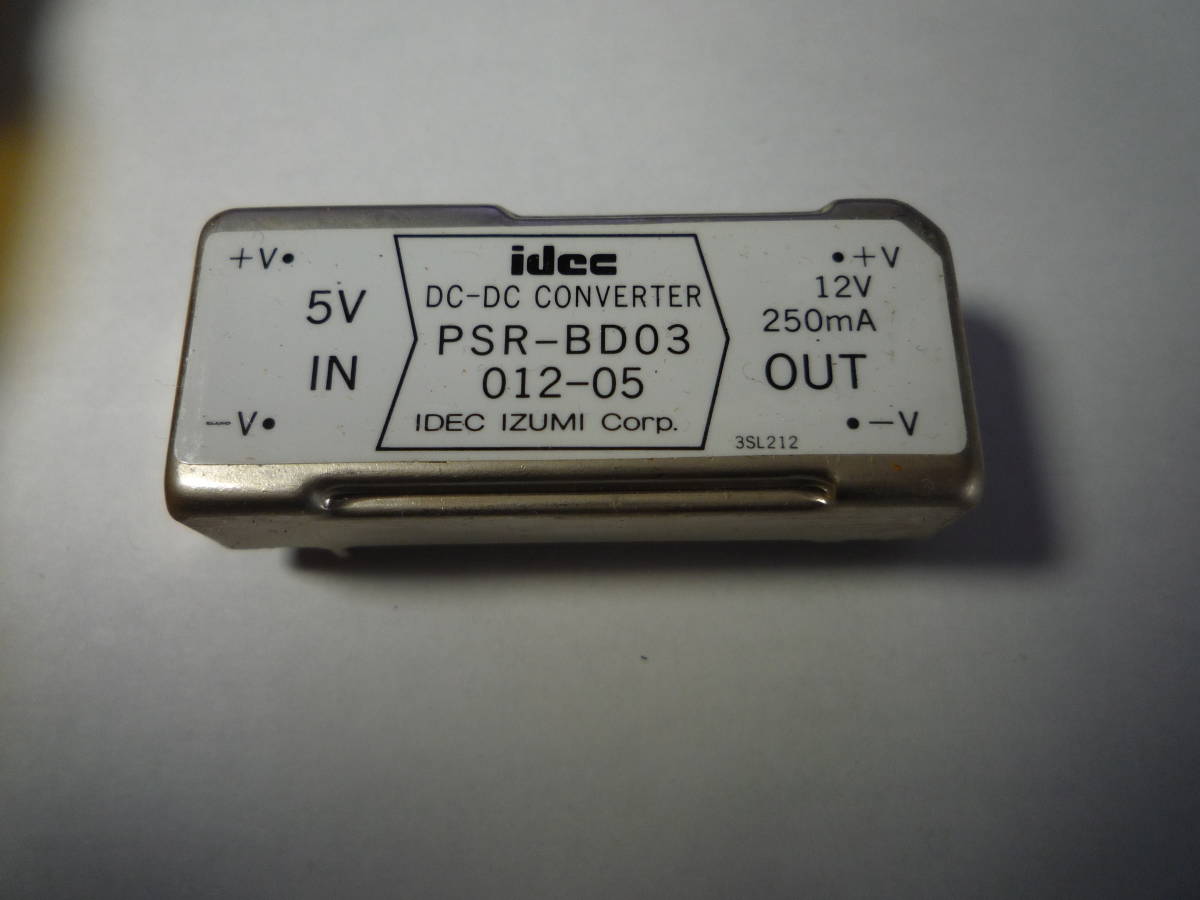 +V•
5V
IN
−V•
idec
DC-DC CONVERTER
PSR-BD03
012-05
IDEC IZUMI Corp.
•+V
12V
250mA
OUT
•−V
3SL212